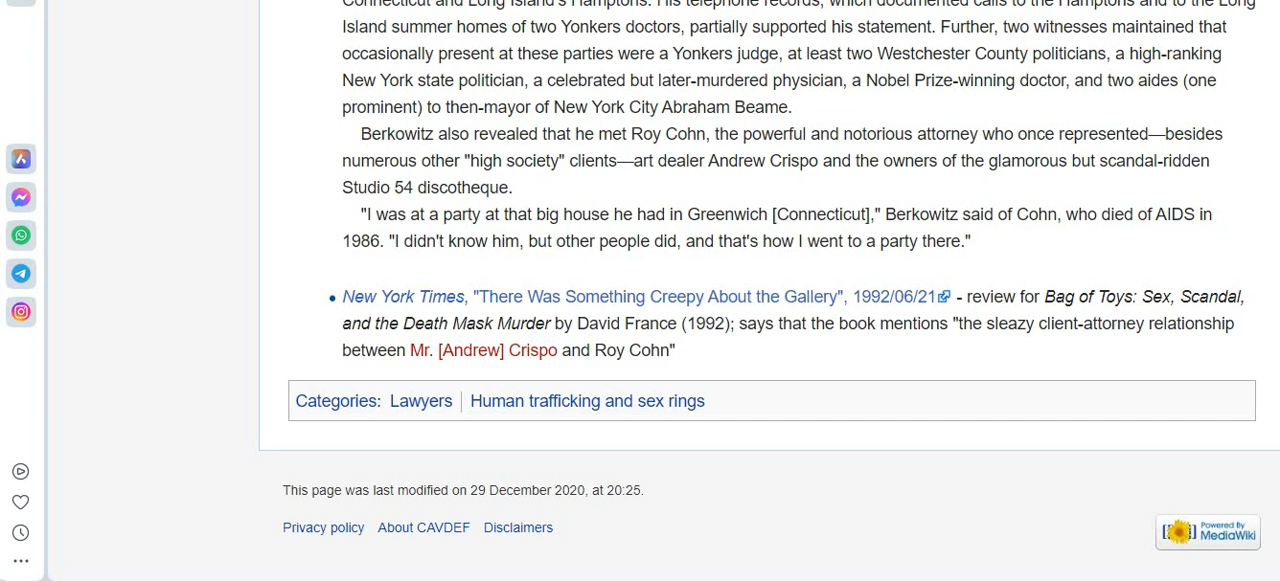 Connecticut and Long Island's Hamptons. His telephone records, which documented calls to the Hamptons and to the Long
Island summer homes of two Yonkers doctors, partially supported his statement. Further, two witnesses maintained that
occasionally present at these parties were a Yonkers judge, at least two Westchester County politicians, a high-ranking
New York state politician, a celebrated but later-murdered physician, a Nobel Prize-winning doctor, and two aides (one
prominent) to then-mayor of New York City Abraham Beame.
Berkowitz also revealed that he met Roy Cohn, the powerful and notorious attorney who once represented—besides
numerous other "high society" clients—art dealer Andrew Crispo and the owners of the glamorous but scandal-ridden
Studio 54 discotheque.
"I was at a party at that big house he had in Greenwich [Connecticut]," Berkowitz said of Cohn, who died of AIDS in
1986. "I didn't know him, but other people did, and that's how I went to a party there."
• New York Times, "There Was Something Creepy About the Gallery", 1992/06/21 - review for Bag of Toys: Sex, Scandal,
and the Death Mask Murder by David France (1992); says that the book mentions "the sleazy client-attorney relationship
between Mr. [Andrew] Crispo and Roy Cohn"
Categories: Lawyers | Human trafficking and sex rings
This page was last modified on 29 December 2020, at 20:25.
Privacy policy About CAVDEF Disclaimers
Powered By
MediaWiki